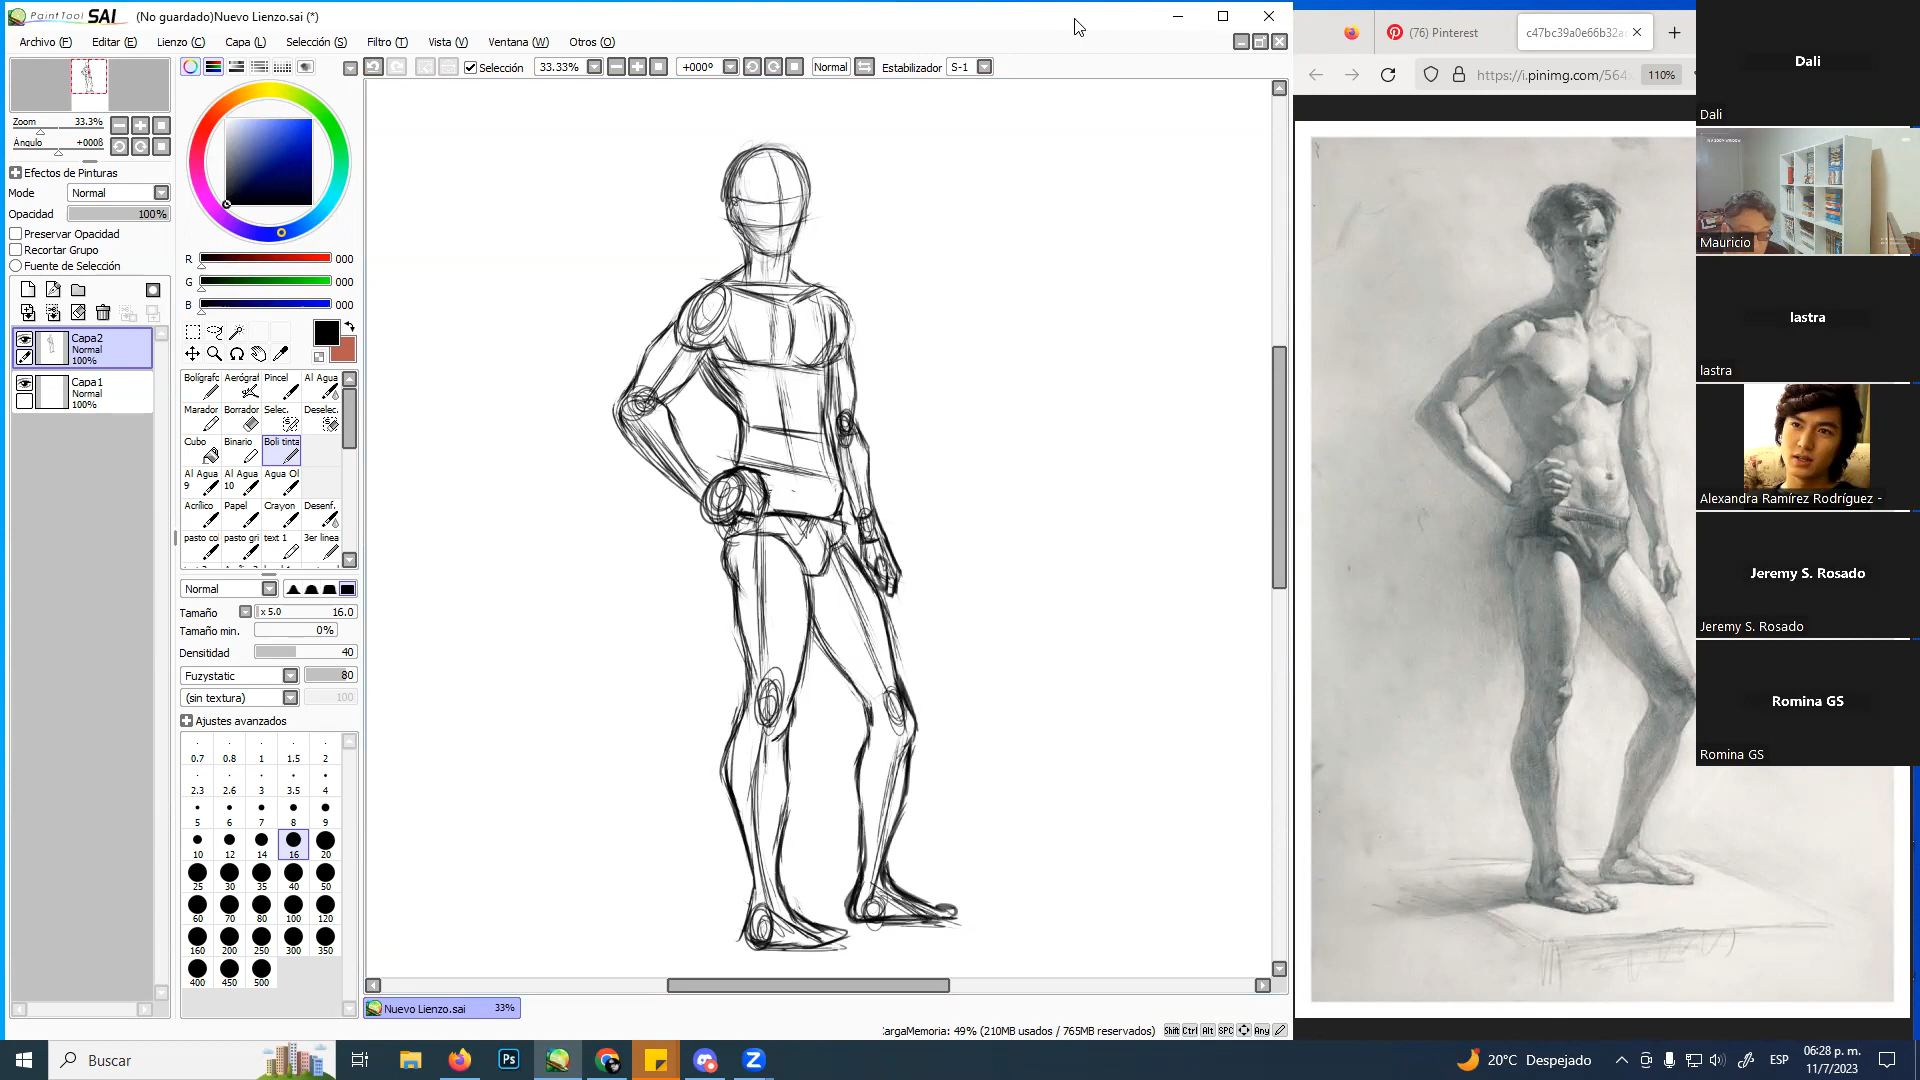 PaintTool SAI
(No guardado)Nuevo Lienzo.sai (*)
Archivo (F) Editar (E) Lienzo (C) Capa (L) Selección (S) Filtro (T) Vista (V) Ventana (W) Otros (O)
Selección 33.33% +000º Normal Estabilizador S-1
Zoom 33.3%
Ángulo +000ß
Efectos de Pinturas
Mode Normal
Opacidad 100%
Preservar Opacidad
Recortar Grupo
Fuente de Selección
Capa2
Normal
100%
Capa1
Normal
100%
R 000
G 000
B 000
Bolígrafo Aerógraf Pincel Al Agua
Marador Borrador Selec. Deselec.
Cubo Binario Boli tinta
Al Agua 9 Al Agua 10 Agua Ol
Acrílico Papel Crayon Desenf.
pasto col pasto gri text 1 3er linea
Normal
Tamaño x 5.0 16.0
Tamaño min. 0%
Densitidad 40
Fuzystatic 80
(sin textura) 100
Ajustes avanzados
0.7 0.8 1 1.5 2
2.3 2.6 3 3.5 4
5 6 7 8 9
10 12 14 16 20
25 30 35 40 50
60 70 80 100 120
160 200 250 300 350
400 450 500
Nuevo Lienzo.sai 33%
CargaMemoria: 49% (210MB usados / 765MB reservados) Shift Ctrl Alt SPC Any
(76) Pinterest
c47bc39a0e66b32a
https://i.pinimg.com/564 110%
Dali
Dali
Mauricio
lastra
lastra
Alexandra Ramírez Rodríguez -
Jeremy S. Rosado
Jeremy S. Rosado
Romina GS
Romina GS
Buscar
Ps
20°C Despejado
ESP
06:28 p. m.
11/7/2023